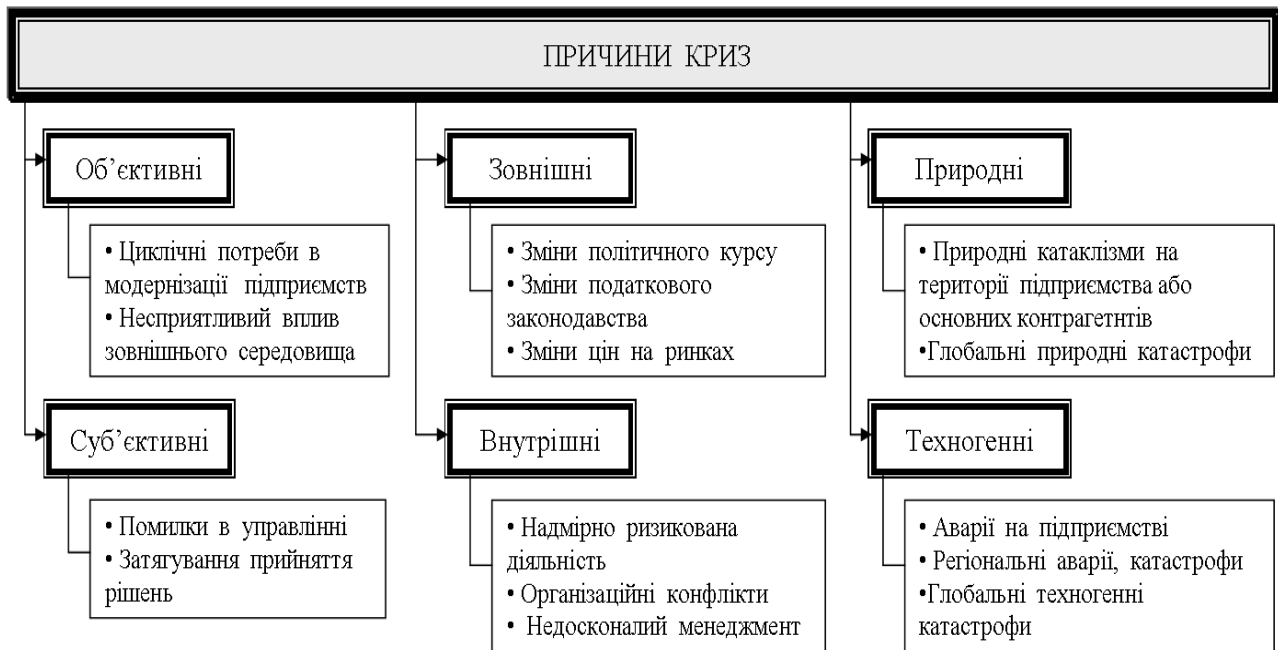 ПРИЧИНИ КРИЗ
Об’єктивні
• Циклічні потреби в
модернізації підприємств
• Несприятливий вплив
зовнішнього середовища
Суб’єктивні
• Помилки в управлінні
• Затягування прийняття
рішень
Зовнішні
• Зміни політичного курсу
• Зміни податкового
законодавства
• Зміни цін на ринках
Внутрішні
• Надмірно ризикована
діяльність
• Організаційні конфлікти
• Недосконалий менеджмент
Природні
• Природні катаклізми на
території підприємства або
основних контрагетнтів
•Глобальні природні катастрофи
Техногенні
• Аварії на підприємстві
• Регіональні аварії, катастрофи
•Глобальні техногенні
катастрофи